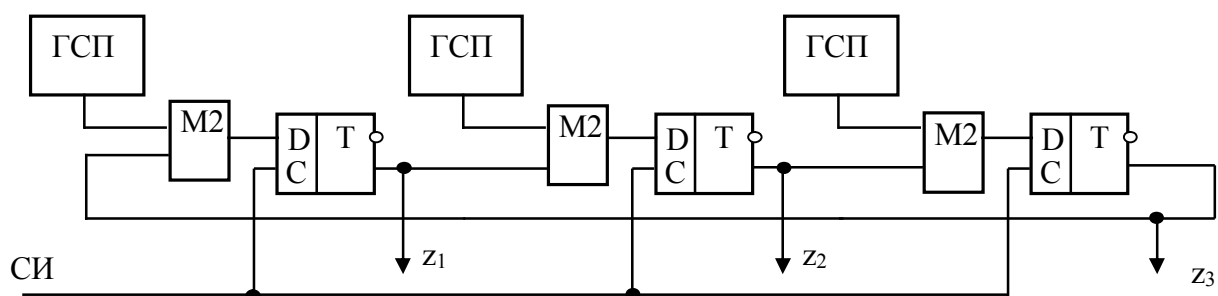 ГСП ГСП ГСП
М2 D T М2 D T М2 D T
C C C
z1 z2 z3
СИ